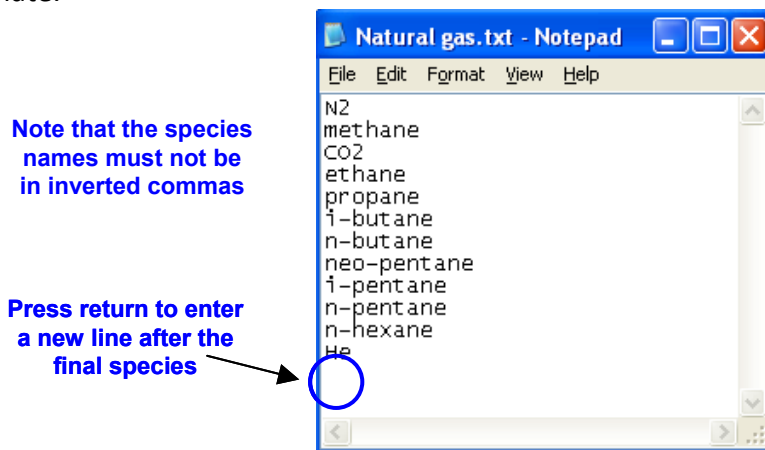 Natural gas.txt - Notepad
File Edit Format View Help
N2
methane
CO2
ethane
propane
i-butane
n-butane
neo-pentane
i-pentane
n-pentane
n-hexane
He
Note that the species
names must not be
in inverted commas
Press return to enter
a new line after the
final species